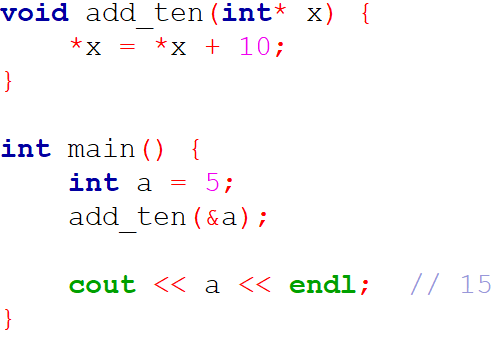 void add_ten(int* x) {
    *x = *x + 10;
}

int main() {
    int a = 5;
    add_ten(&a);

    cout << a << endl;  // 15
}